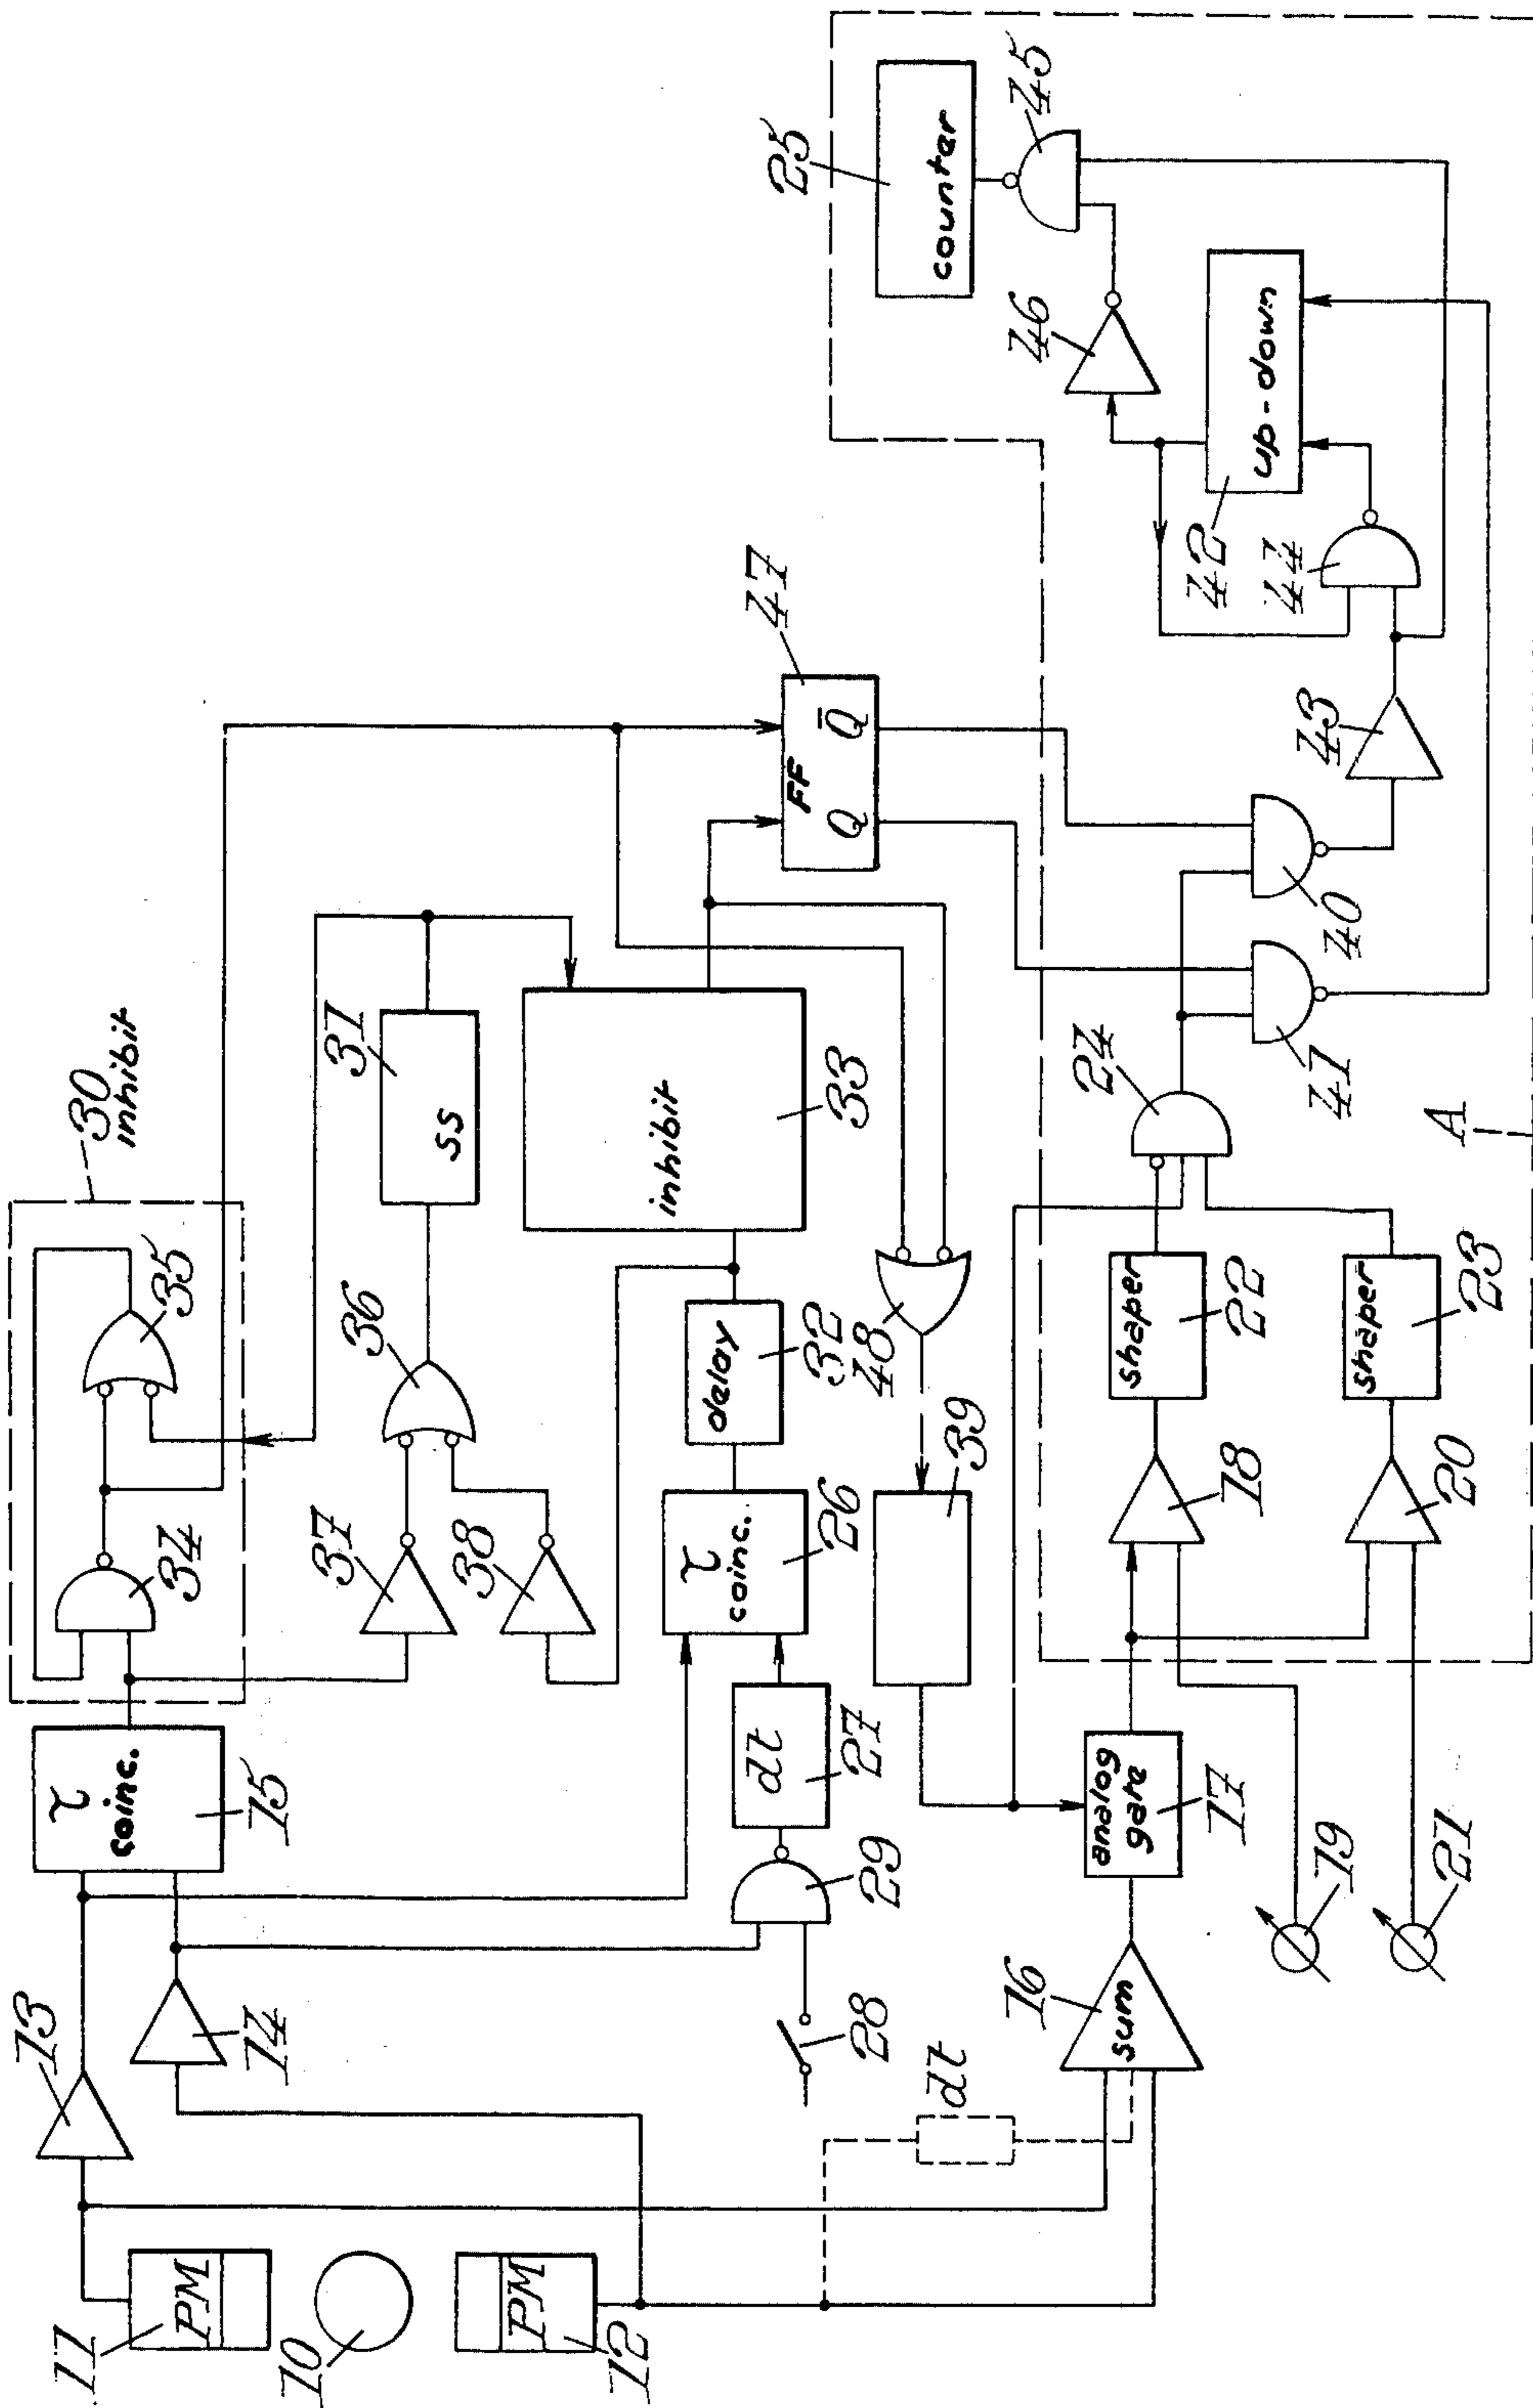 11
PM
10
PM
12
13
14
τ
coinc.
15
30
inhibit
34
35
37
38
36
31
ss
28
29
dt
27
τ
coinc.
26
delay
32
inhibit
33
47
FF
Q
Q̄
48
39
dt
16
sum
analog
gate
17
19
21
18
20
shaper
22
shaper
23
24
41
40
A
43
44
42
up-down
46
45
25
counter